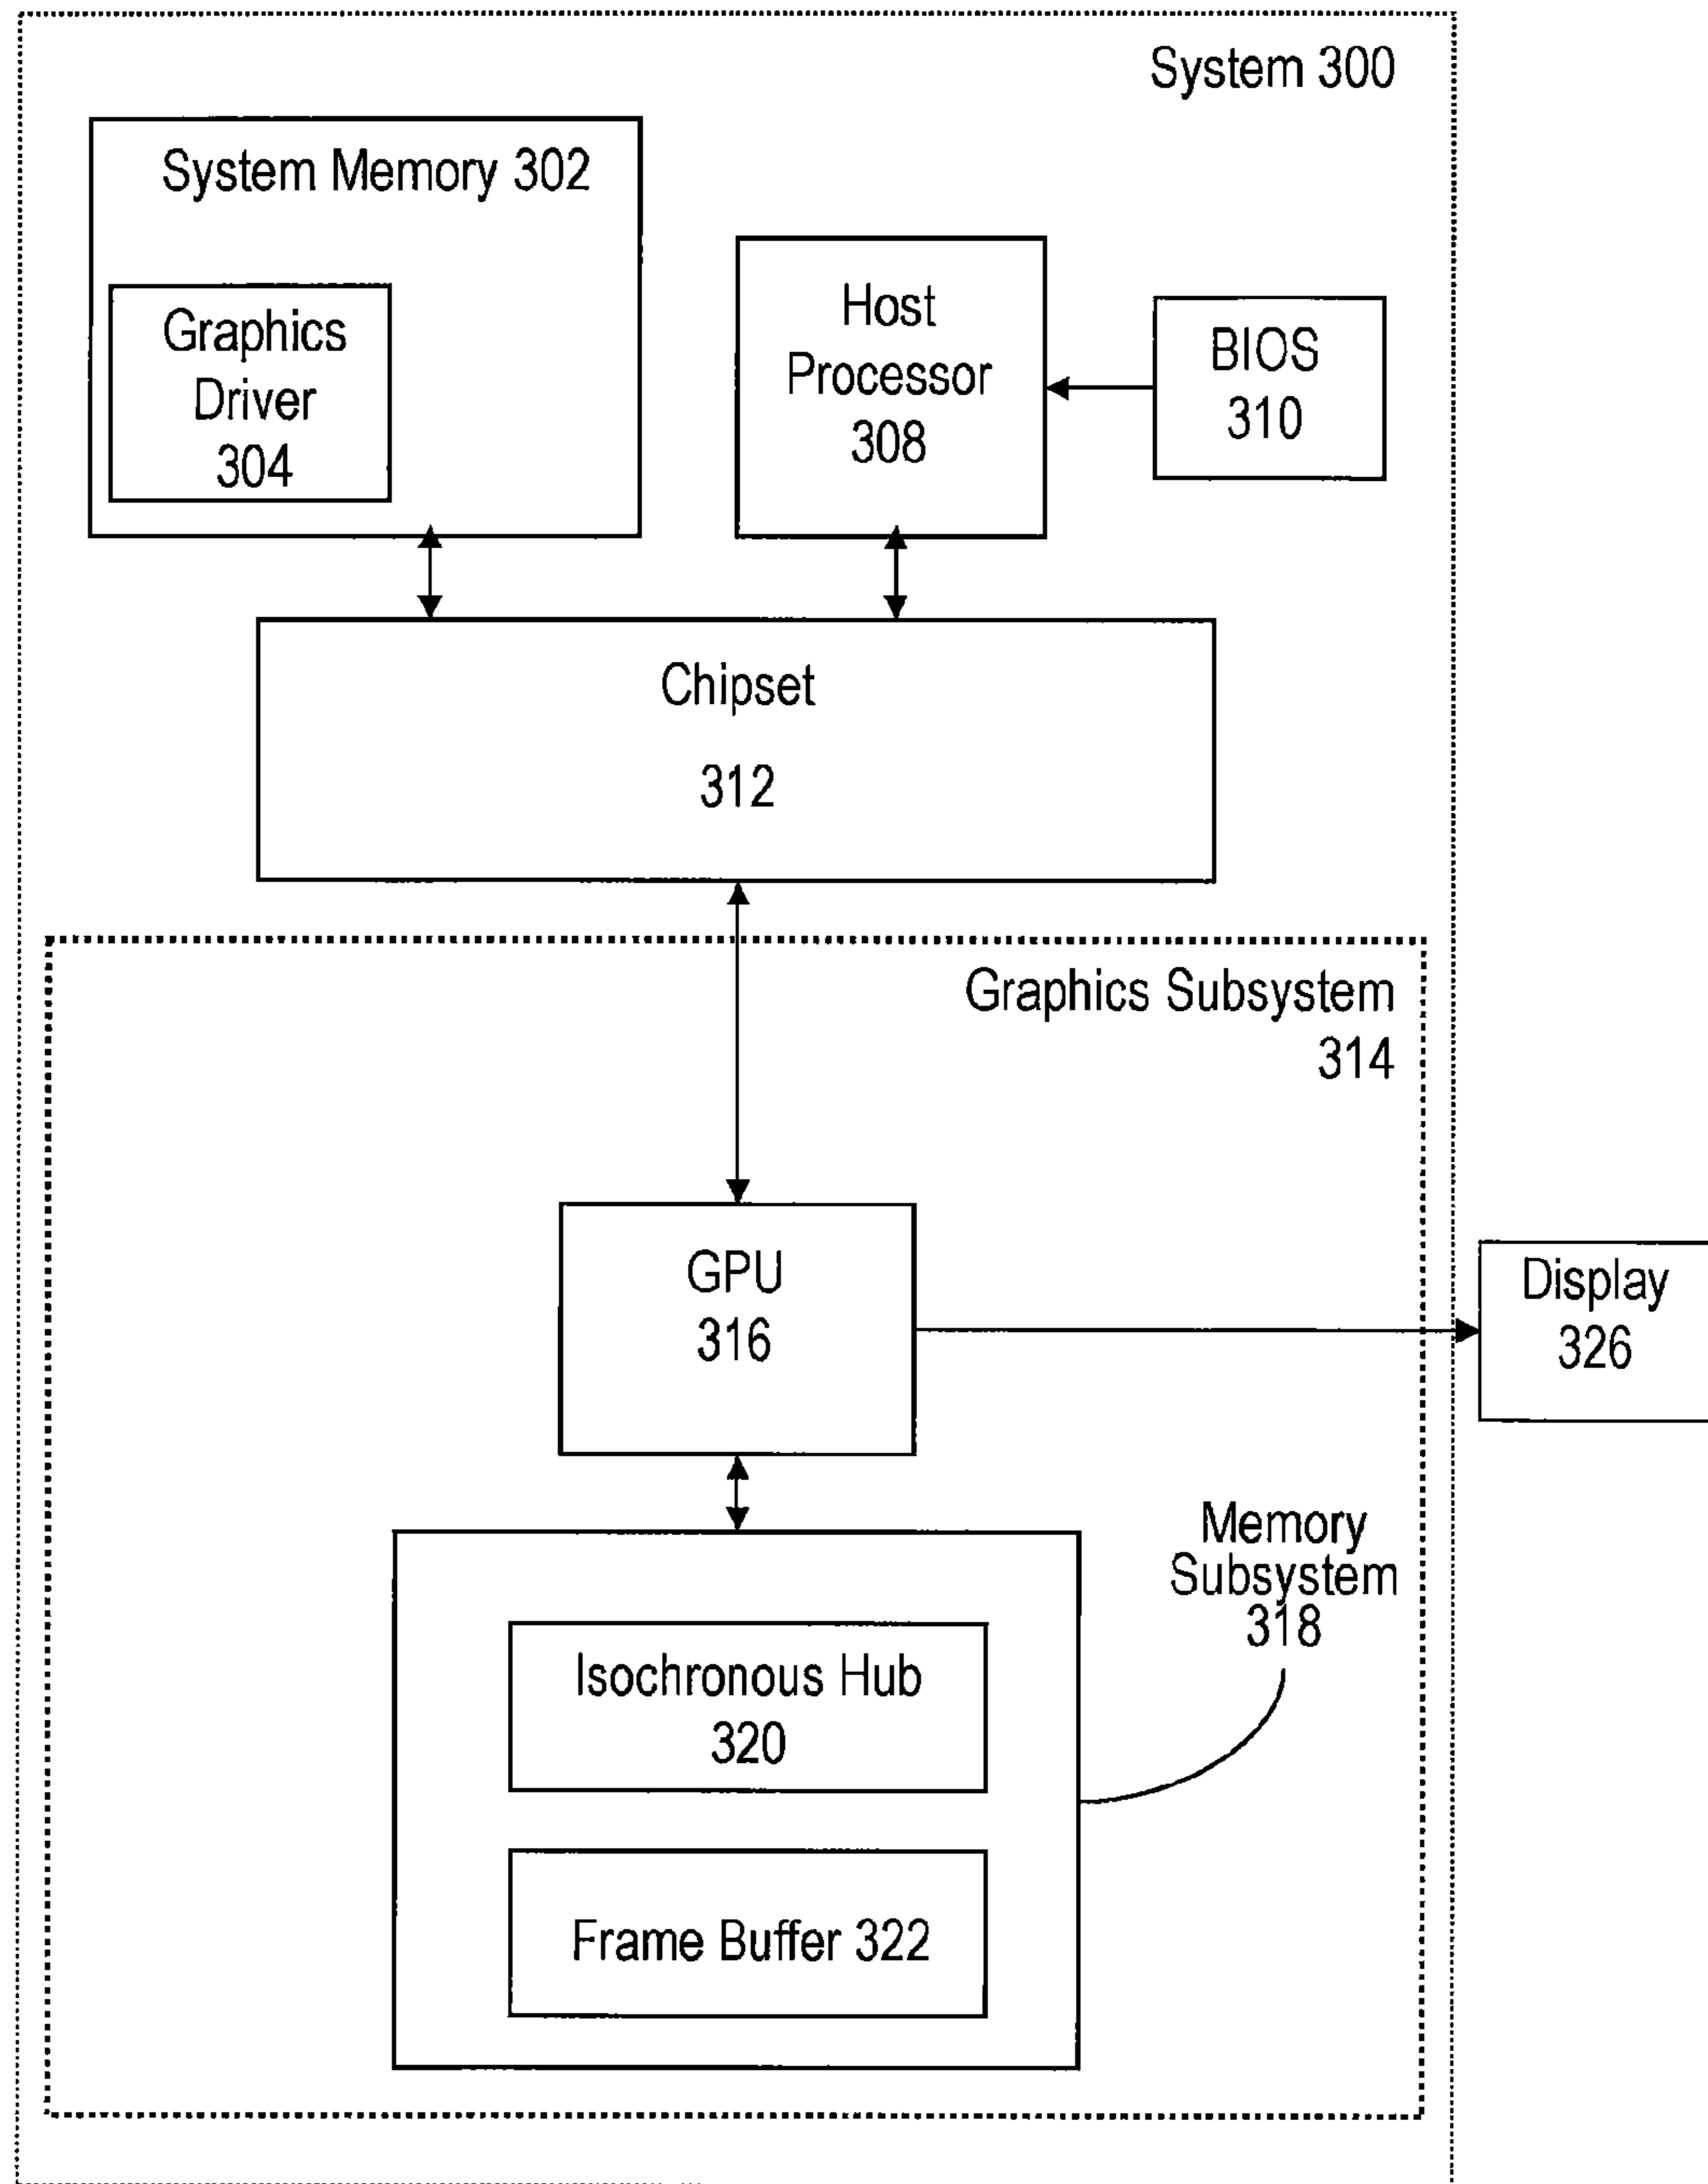 System 300
System Memory 302
Graphics
Driver
304
Host
Processor
308
BIOS
310
Chipset
312
Graphics Subsystem
314
GPU
316
Display
326
Memory
Subsystem
318
Isochronous Hub
320
Frame Buffer 322